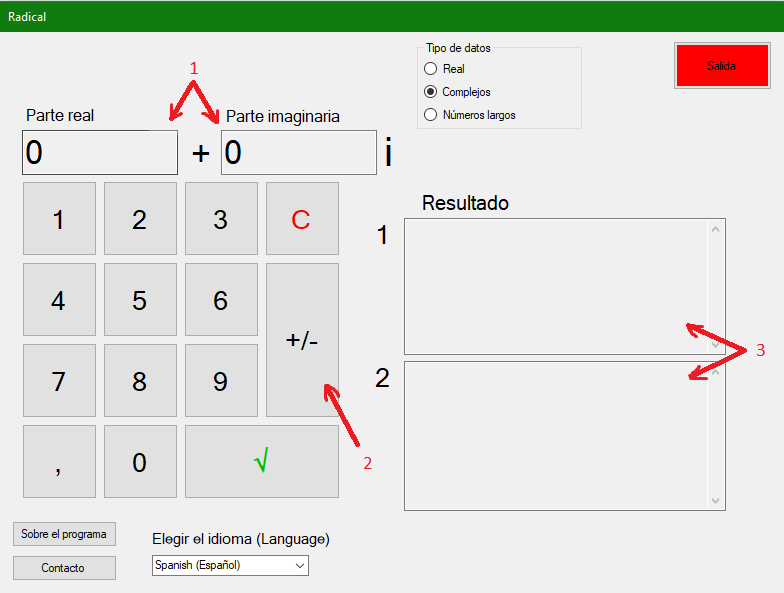 Radical
Tipo de datos
Real
Complejos
Números largos
Salida
1
Parte real
Parte imaginaria
0 + 0 i
1 2 3 C
4 5 6 +/-
7 8 9
, 0 √
Resultado
1
2
3
2
Sobre el programa
Contacto
Elegir el idioma (Language)
Spanish (Español)